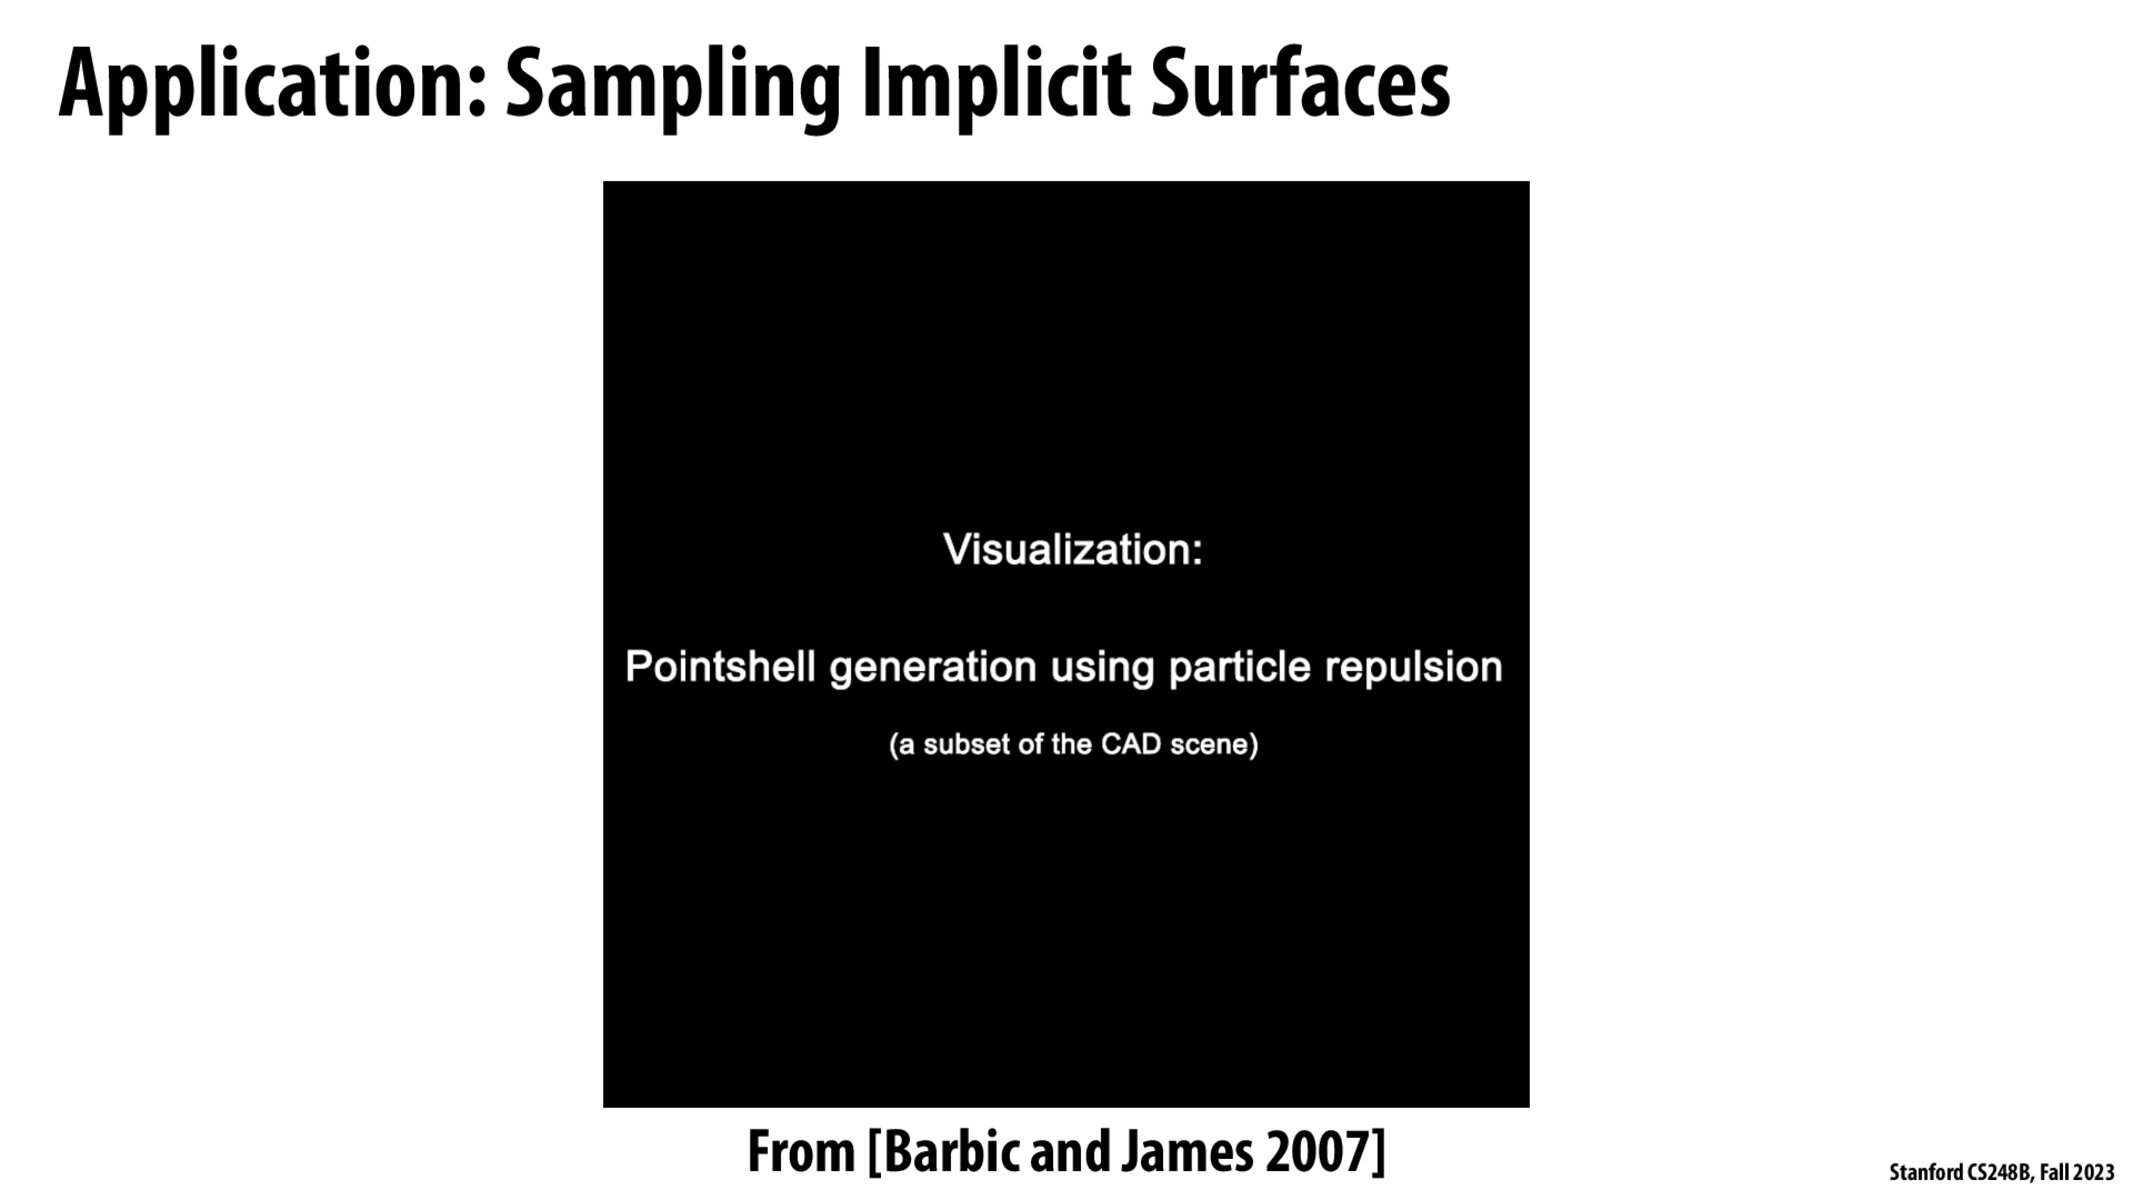 Application: Sampling Implicit Surfaces
Visualization:
Pointshell generation using particle repulsion
(a subset of the CAD scene)
From [Barbic and James 2007]
Stanford CS248B, Fall 2023